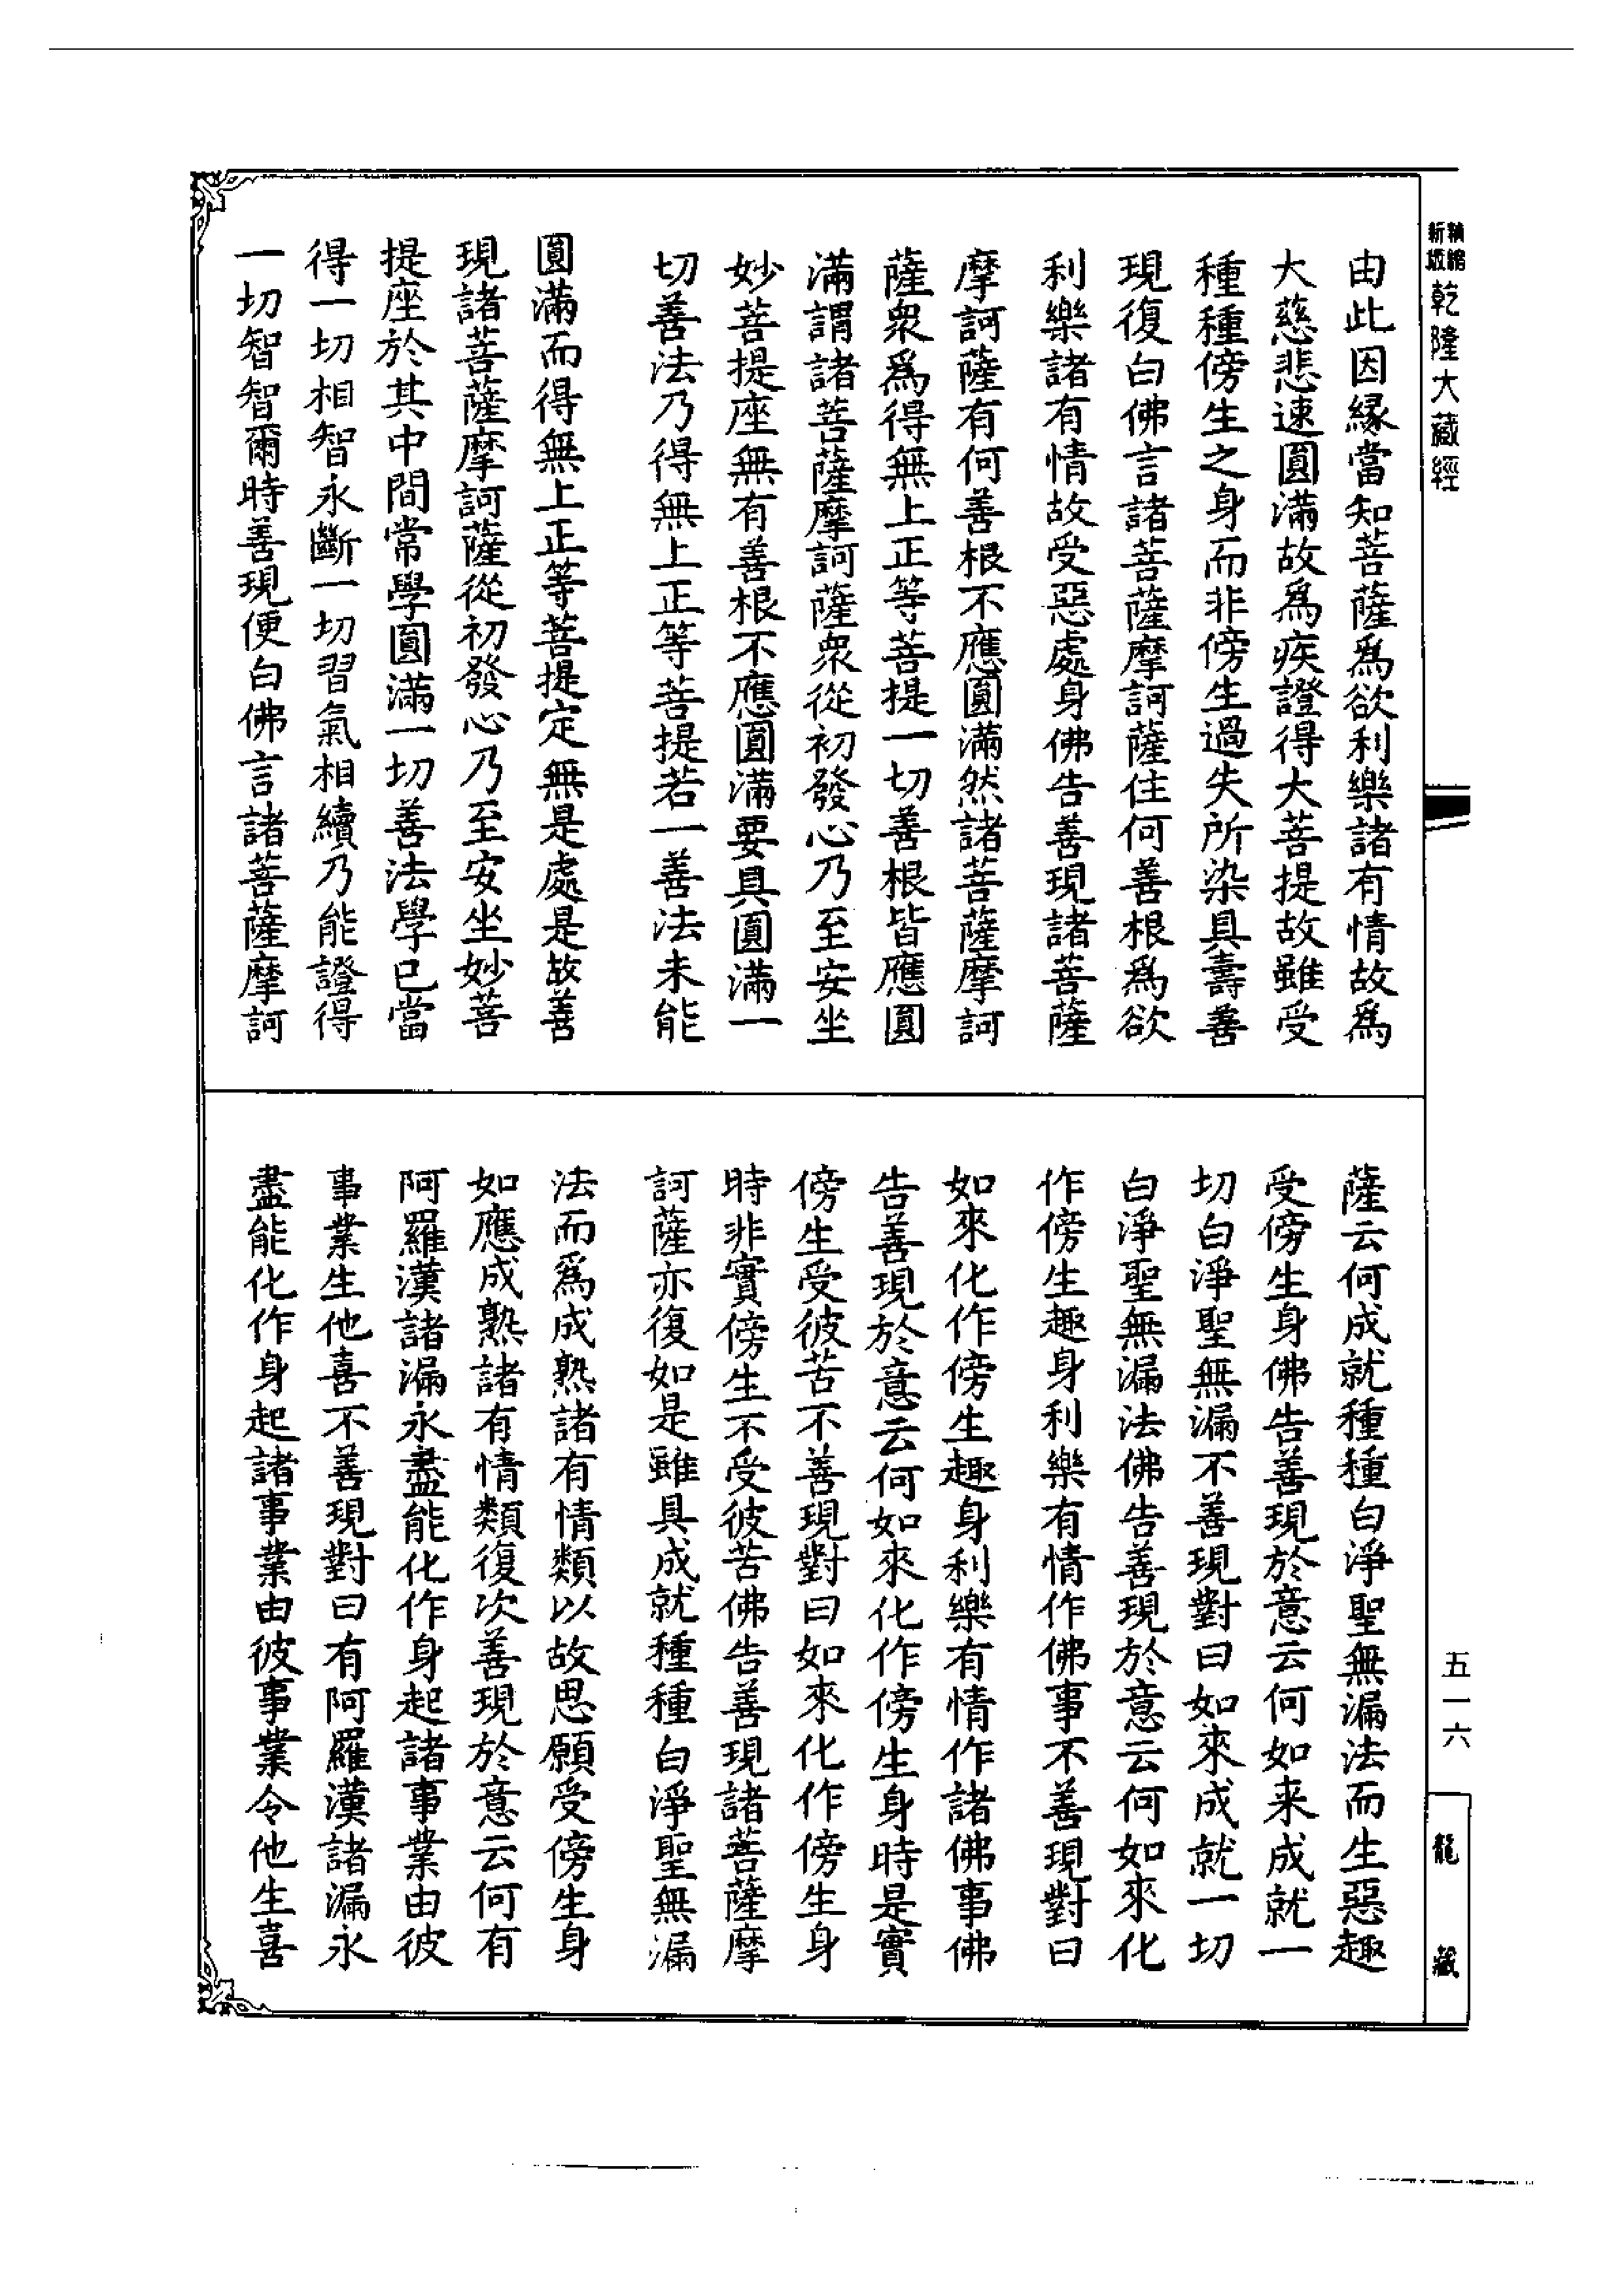 新版精縮乾隆大藏經
由此因緣當知菩薩爲欲利樂諸有情故爲
大慈悲速圓滿故爲疾證得大菩提故雖受
種種傍生之身而非傍生過失所染具壽善
現復白佛言諸菩薩摩訶薩住何善根爲欲
利樂諸有情故受惡處身佛告善現諸菩薩
摩訶薩有何善根不應圓滿然諸菩薩摩訶
薩衆爲得無上正等菩提一切善根皆應圓
滿謂諸菩薩摩訶薩衆從初發心乃至安坐
妙菩提座無有善根不應圓滿要具圓滿一
切善法乃得無上正等菩提若一善法未能
圓滿而得無上正等菩提定無是處是故善
現諸菩薩摩訶薩從初發心乃至安坐妙菩
提座於其中間常學圓滿一切善法學已當
得一切相智永斷一切習氣相續乃能證得
一切智智爾時善現便白佛言諸菩薩摩訶
薩云何成就種種白淨聖無漏法而生惡趣
受傍生身佛告善現於意云何如来成就一
切白淨聖無漏不善現對曰如來成就一切
白淨聖無漏法佛告善現於意云何如來化
作傍生趣身利樂有情作佛事不善現對曰
如來化作傍生趣身利樂有情作諸佛事佛
告善現於意云何如來化作傍生身時是實
傍生受彼苦不善現對曰如來化作傍生身
時非實傍生不受彼苦佛告善現諸菩薩摩
訶薩亦復如是雖具成就種種白淨聖無漏
法而爲成熟諸有情類以故思願受傍生身
如應成熟諸有情類復次善現於意云何有
阿羅漢諸漏永盡能化作身起諸事業由彼
事業生他喜不善現對曰有阿羅漢諸漏永
盡能化作身起諸事業由彼事業令他生喜
五一六
龍藏